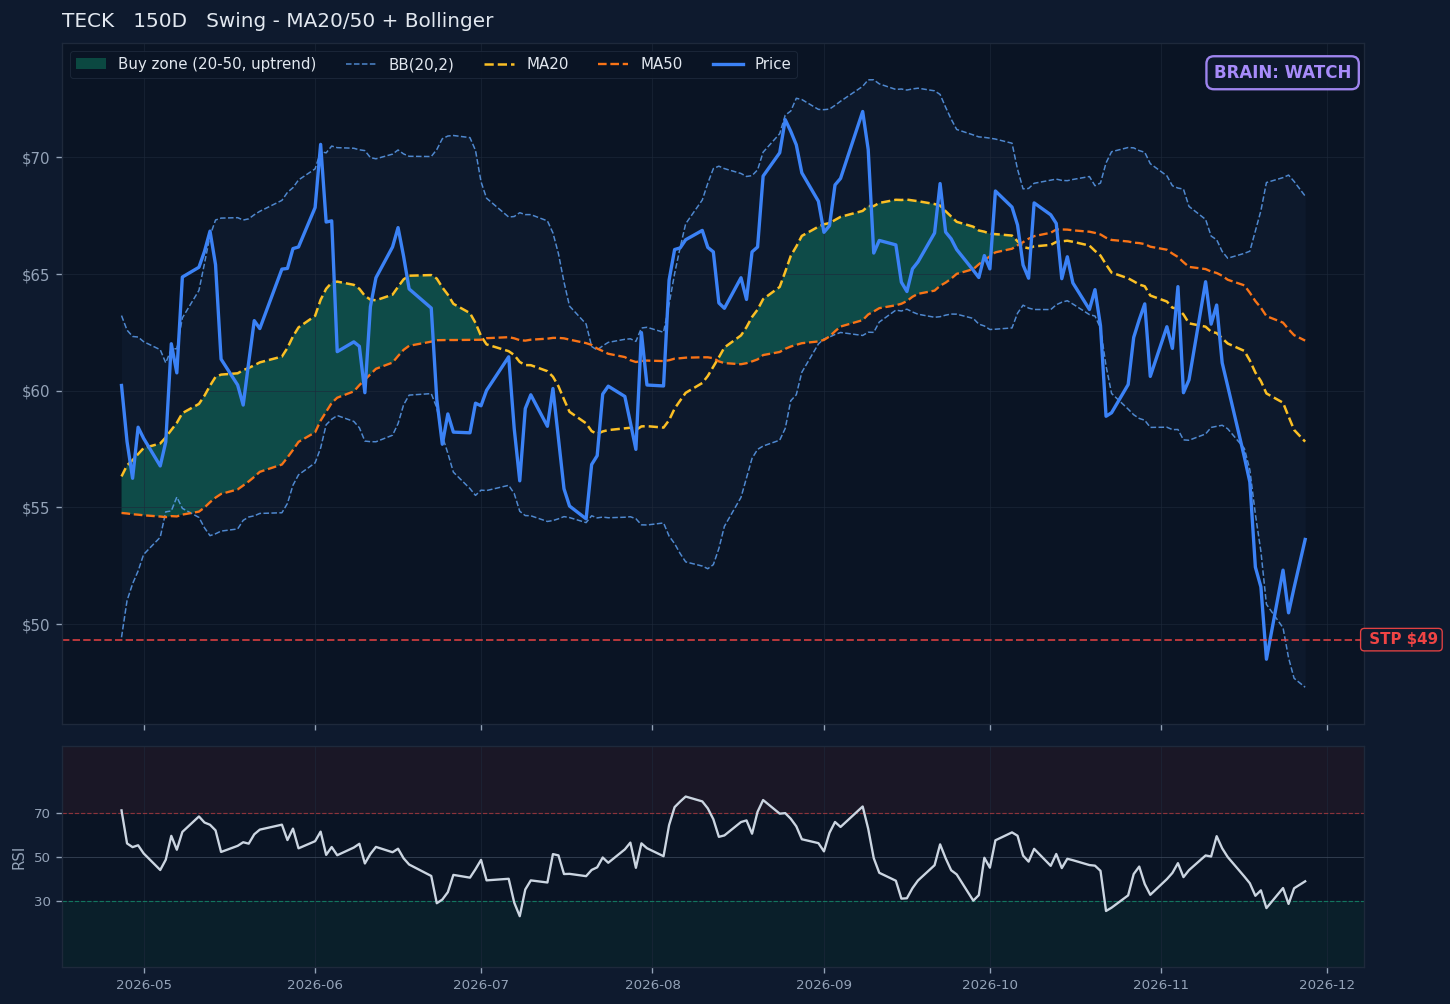 TECK 150D Swing - MA20/50 + Bollinger
Buy zone (20-50, uptrend) BB(20,2) MA20 MA50 Price
BRAIN: WATCH
$70
$65
$60
$55
$50
STP $49
70
50
30
RSI
2026-05 2026-06 2026-07 2026-08 2026-09 2026-10 2026-11 2026-12